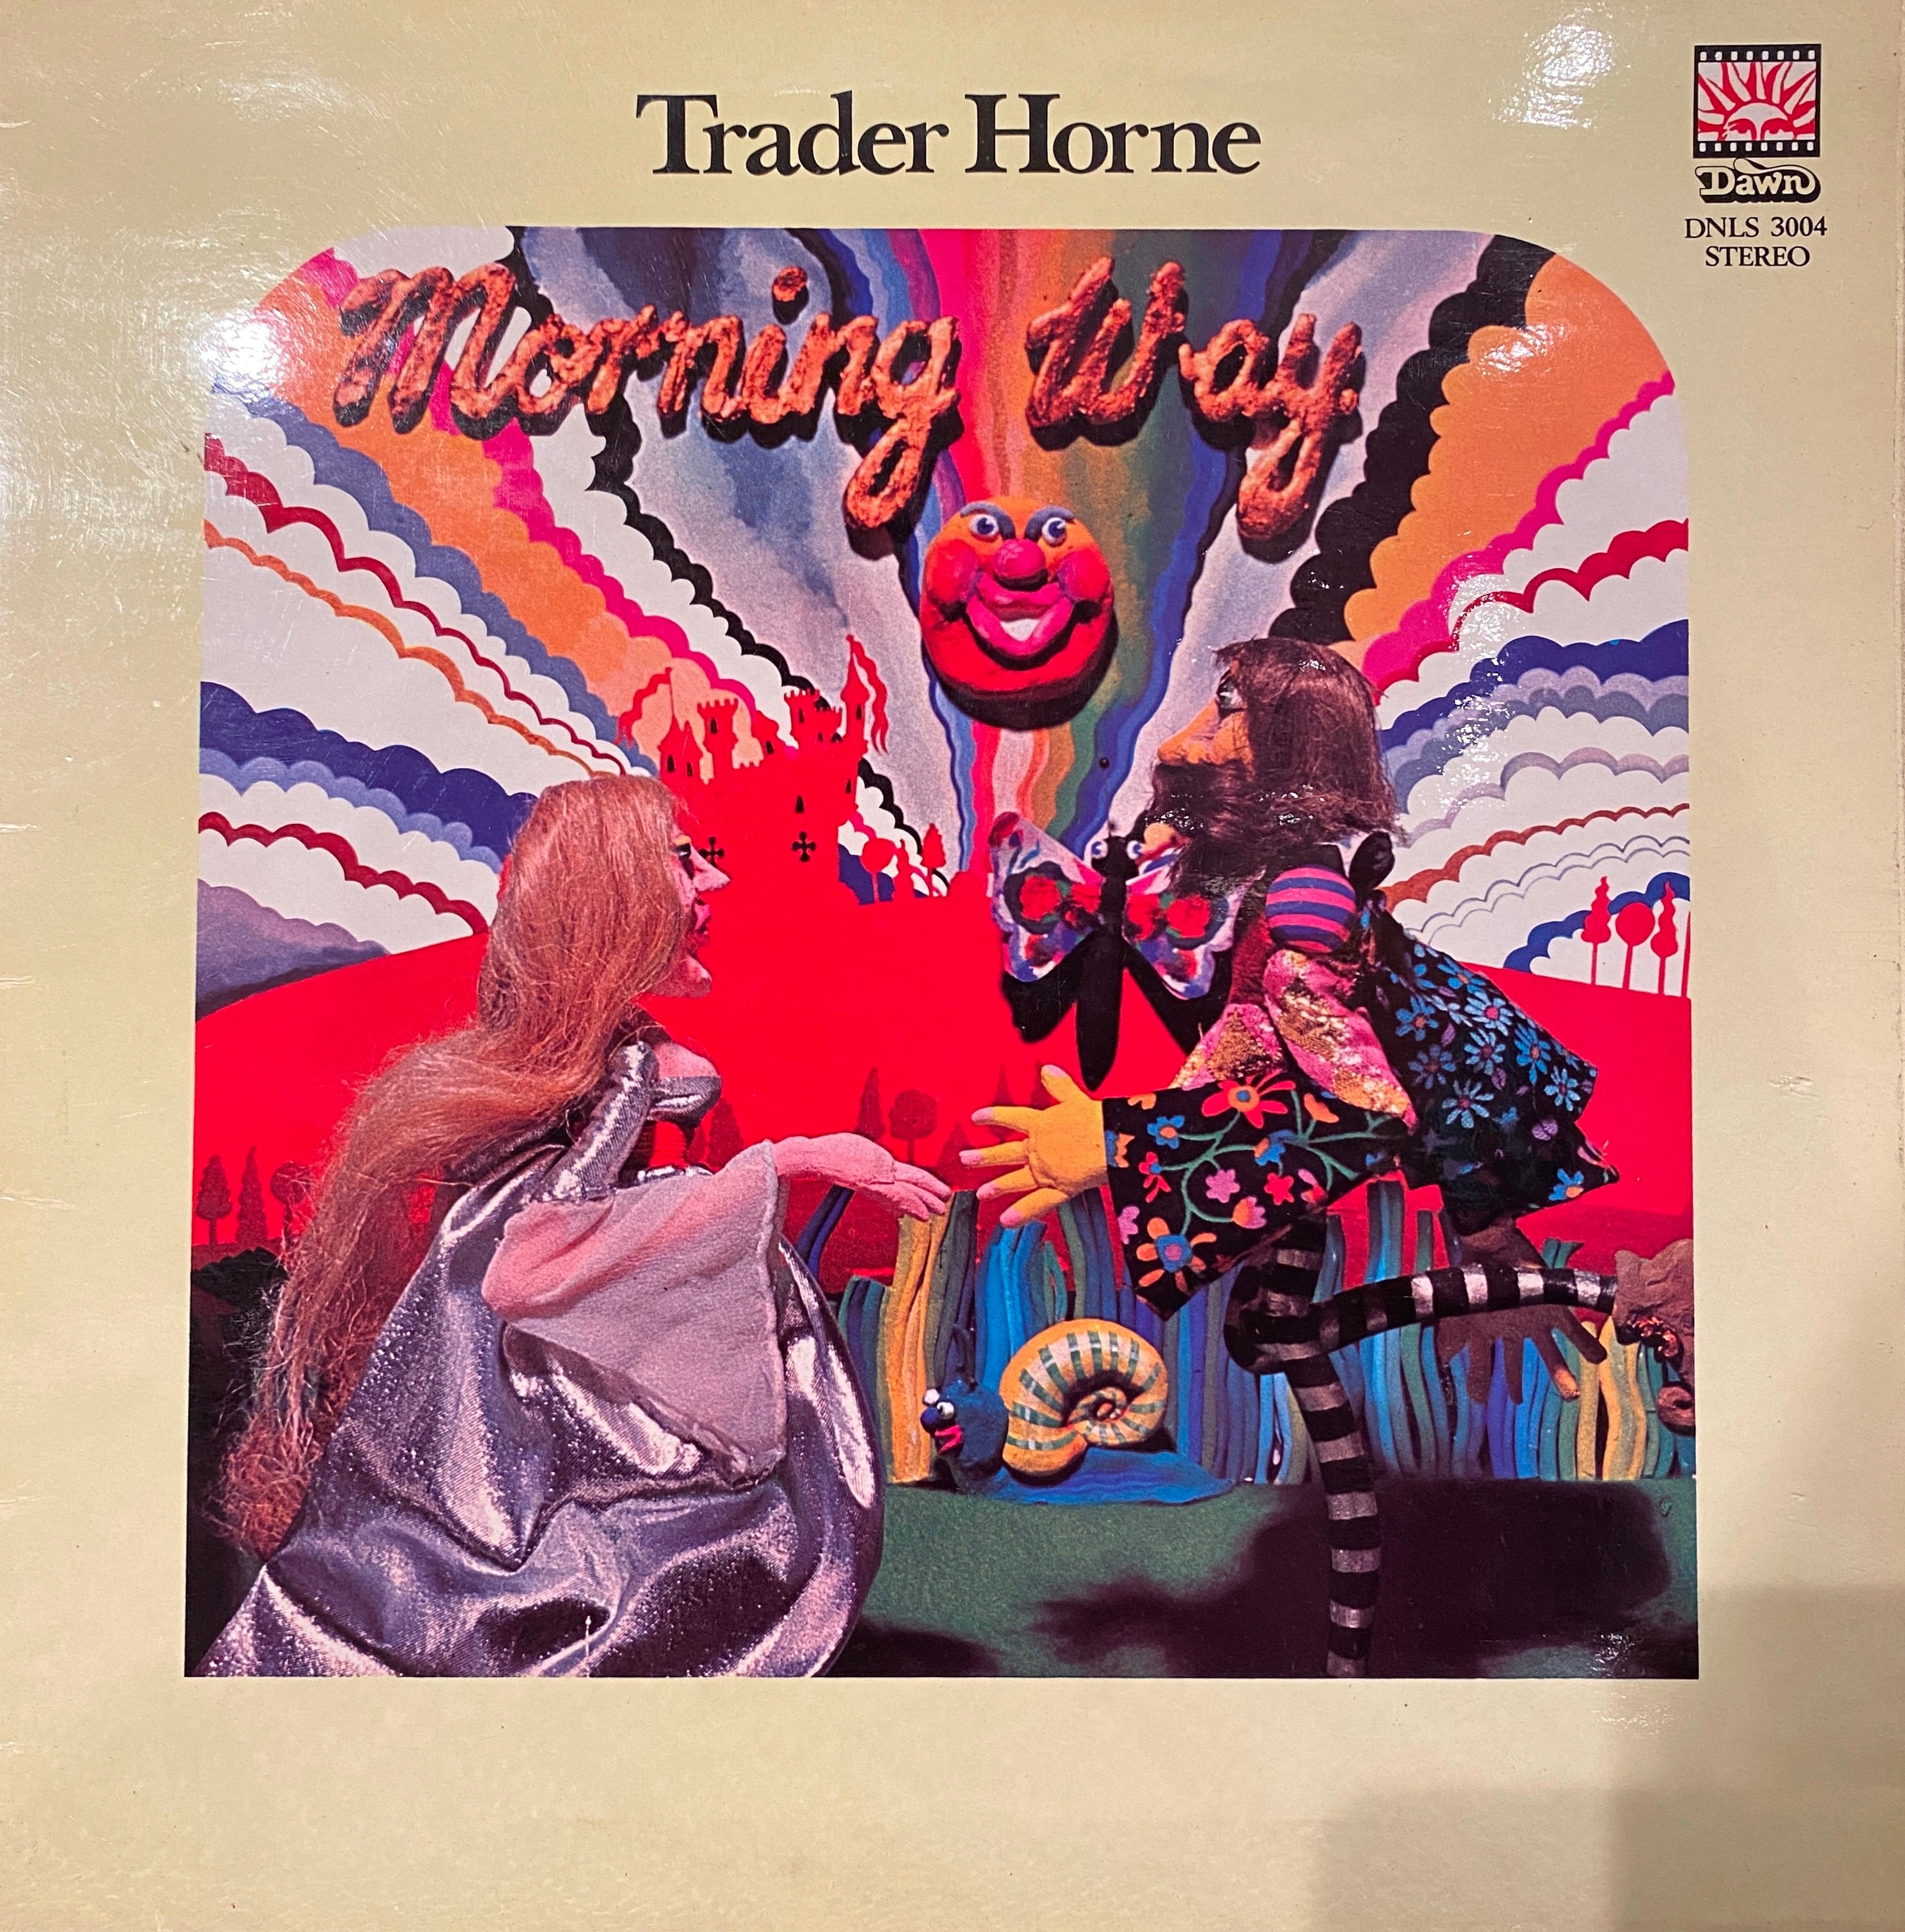 Trader Horne
Dawn
DNLS 3004
STEREO
Morning Way